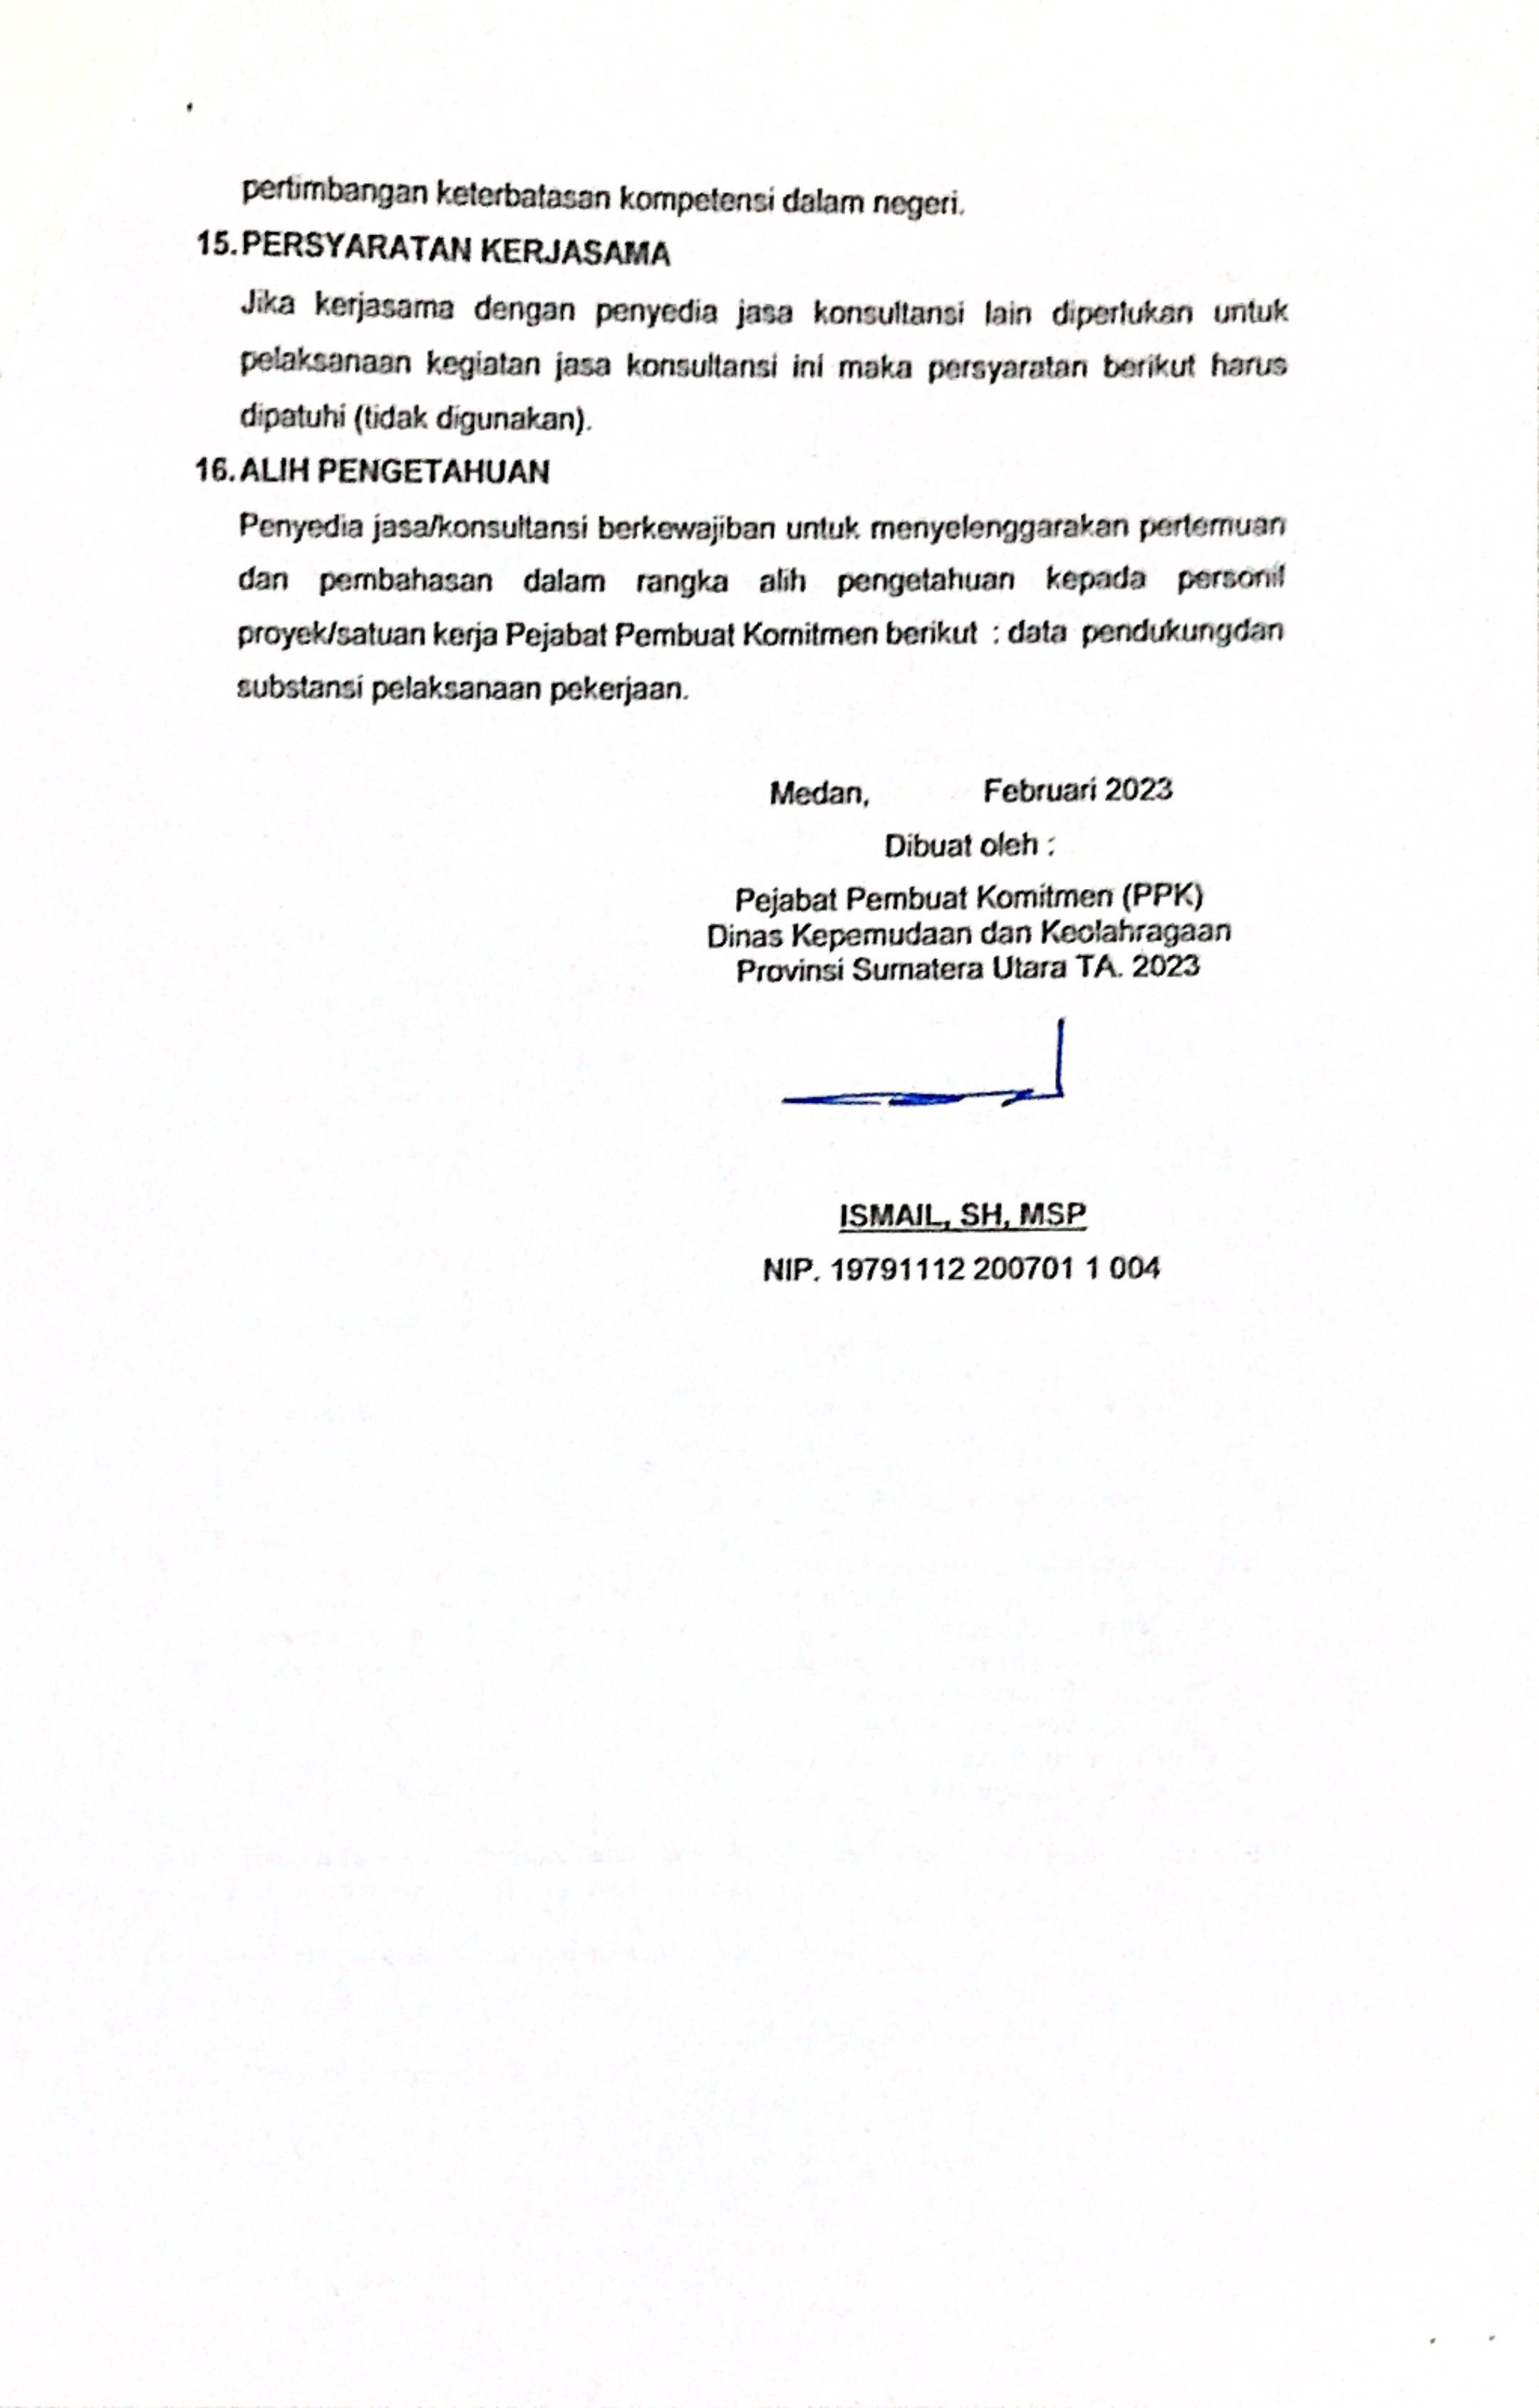 pertimbangan keterbatasan kompetensi dalam negeri.
15. PERSYARATAN KERJASAMA
Jika kerjasama dengan penyedia jasa konsultansi lain diperlukan untuk
pelaksanaan kegiatan jasa konsultansi ini maka persyaratan berikut harus
dipatuhi (tidak digunakan).
16. ALIH PENGETAHUAN
Penyedia jasa/konsultansi berkewajiban untuk menyelenggarakan pertemuan
dan pembahasan dalam rangka alih pengetahuan kepada personil
proyek/satuan kerja Pejabat Pembuat Komitmen berikut : data pendukungdan
substansi pelaksanaan pekerjaan.
Medan, Februari 2023
Dibuat oleh :
Pejabat Pembuat Komitmen (PPK)
Dinas Kepemudaan dan Keolahragaan
Provinsi Sumatera Utara TA. 2023
ISMAIL, SH, MSP
NIP. 19791112 200701 1 004